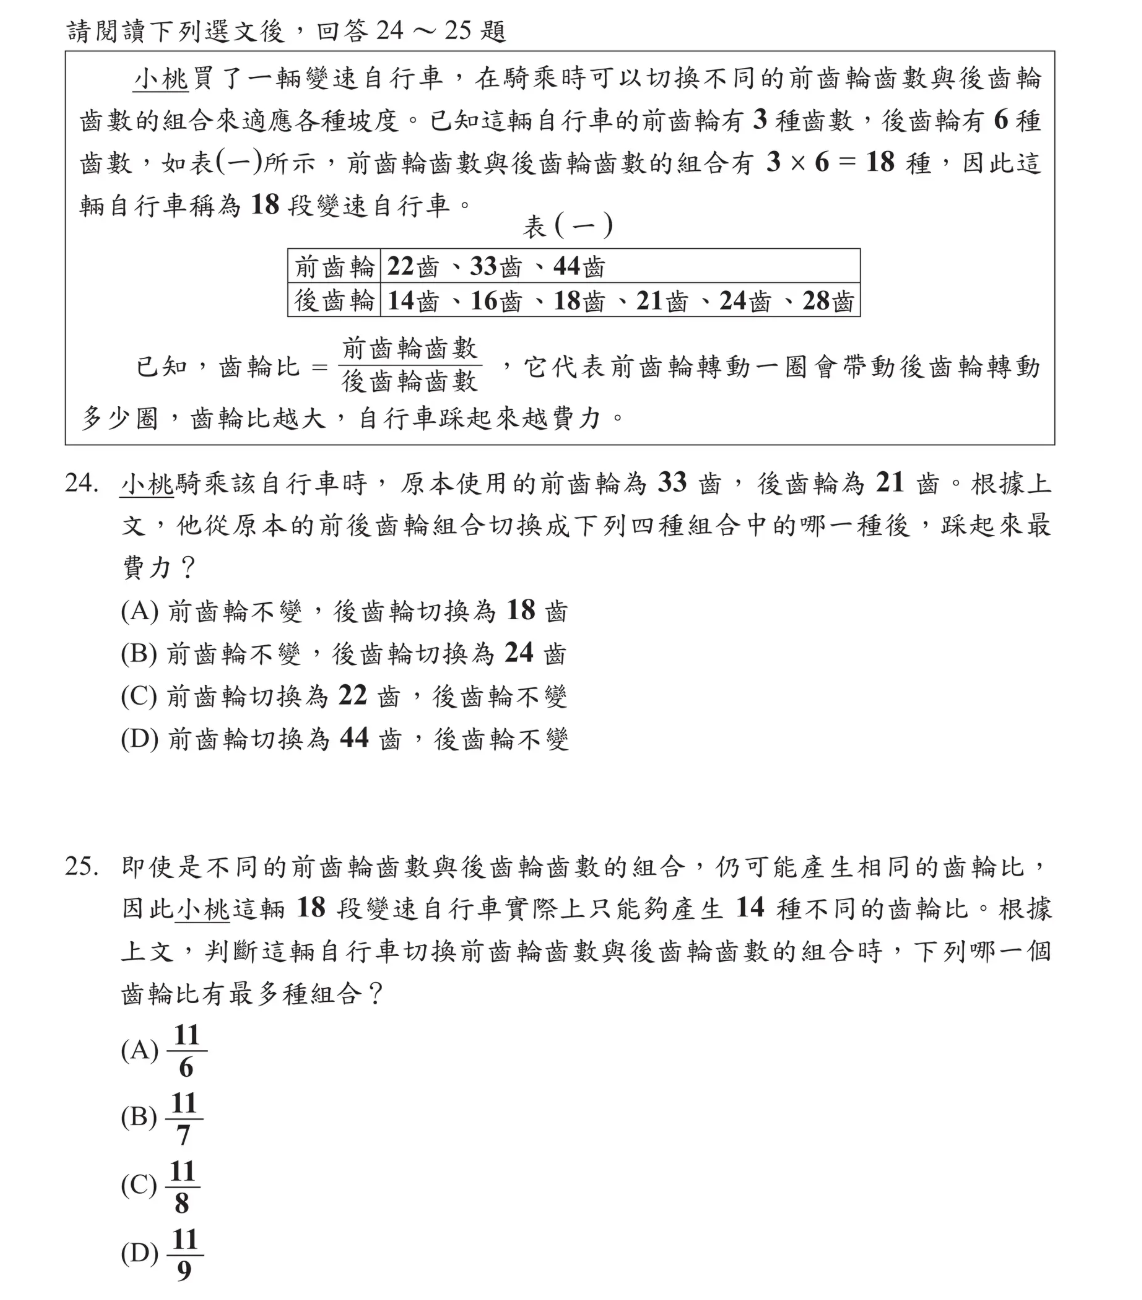 請閱讀下列選文後，回答 24 ～ 25 題
小桃買了一輛變速自行車，在騎乘時可以切換不同的前齒輪齒數與後齒輪
齒數的組合來適應各種坡度。已知這輛自行車的前齒輪有 3 種齒數，後齒輪有 6 種
齒數，如表(一)所示，前齒輪齒數與後齒輪齒數的組合有 3 × 6 = 18 種，因此這
輛自行車稱為 18 段變速自行車。
表(一)
前齒輪 22齒、33齒、44齒
後齒輪 14齒、16齒、18齒、21齒、24齒、28齒
已知，齒輪比 = 前齒輪齒數/後齒輪齒數，它代表前齒輪轉動一圈會帶動後齒輪轉動
多少圈，齒輪比越大，自行車踩起來越費力。
24. 小桃騎乘該自行車時，原本使用的前齒輪為 33 齒，後齒輪為 21 齒。根據上
文，他從原本的前後齒輪組合切換成下列四種組合中的哪一種後，踩起來最
費力？
(A) 前齒輪不變，後齒輪切換為 18 齒
(B) 前齒輪不變，後齒輪切換為 24 齒
(C) 前齒輪切換為 22 齒，後齒輪不變
(D) 前齒輪切換為 44 齒，後齒輪不變
25. 即使是不同的前齒輪齒數與後齒輪齒數的組合，仍可能產生相同的齒輪比，
因此小桃這輛 18 段變速自行車實際上只能夠產生 14 種不同的齒輪比。根據
上文，判斷這輛自行車切換前齒輪齒數與後齒輪齒數的組合時，下列哪一個
齒輪比有最多種組合？
(A) 11/6
(B) 11/7
(C) 11/8
(D) 11/9